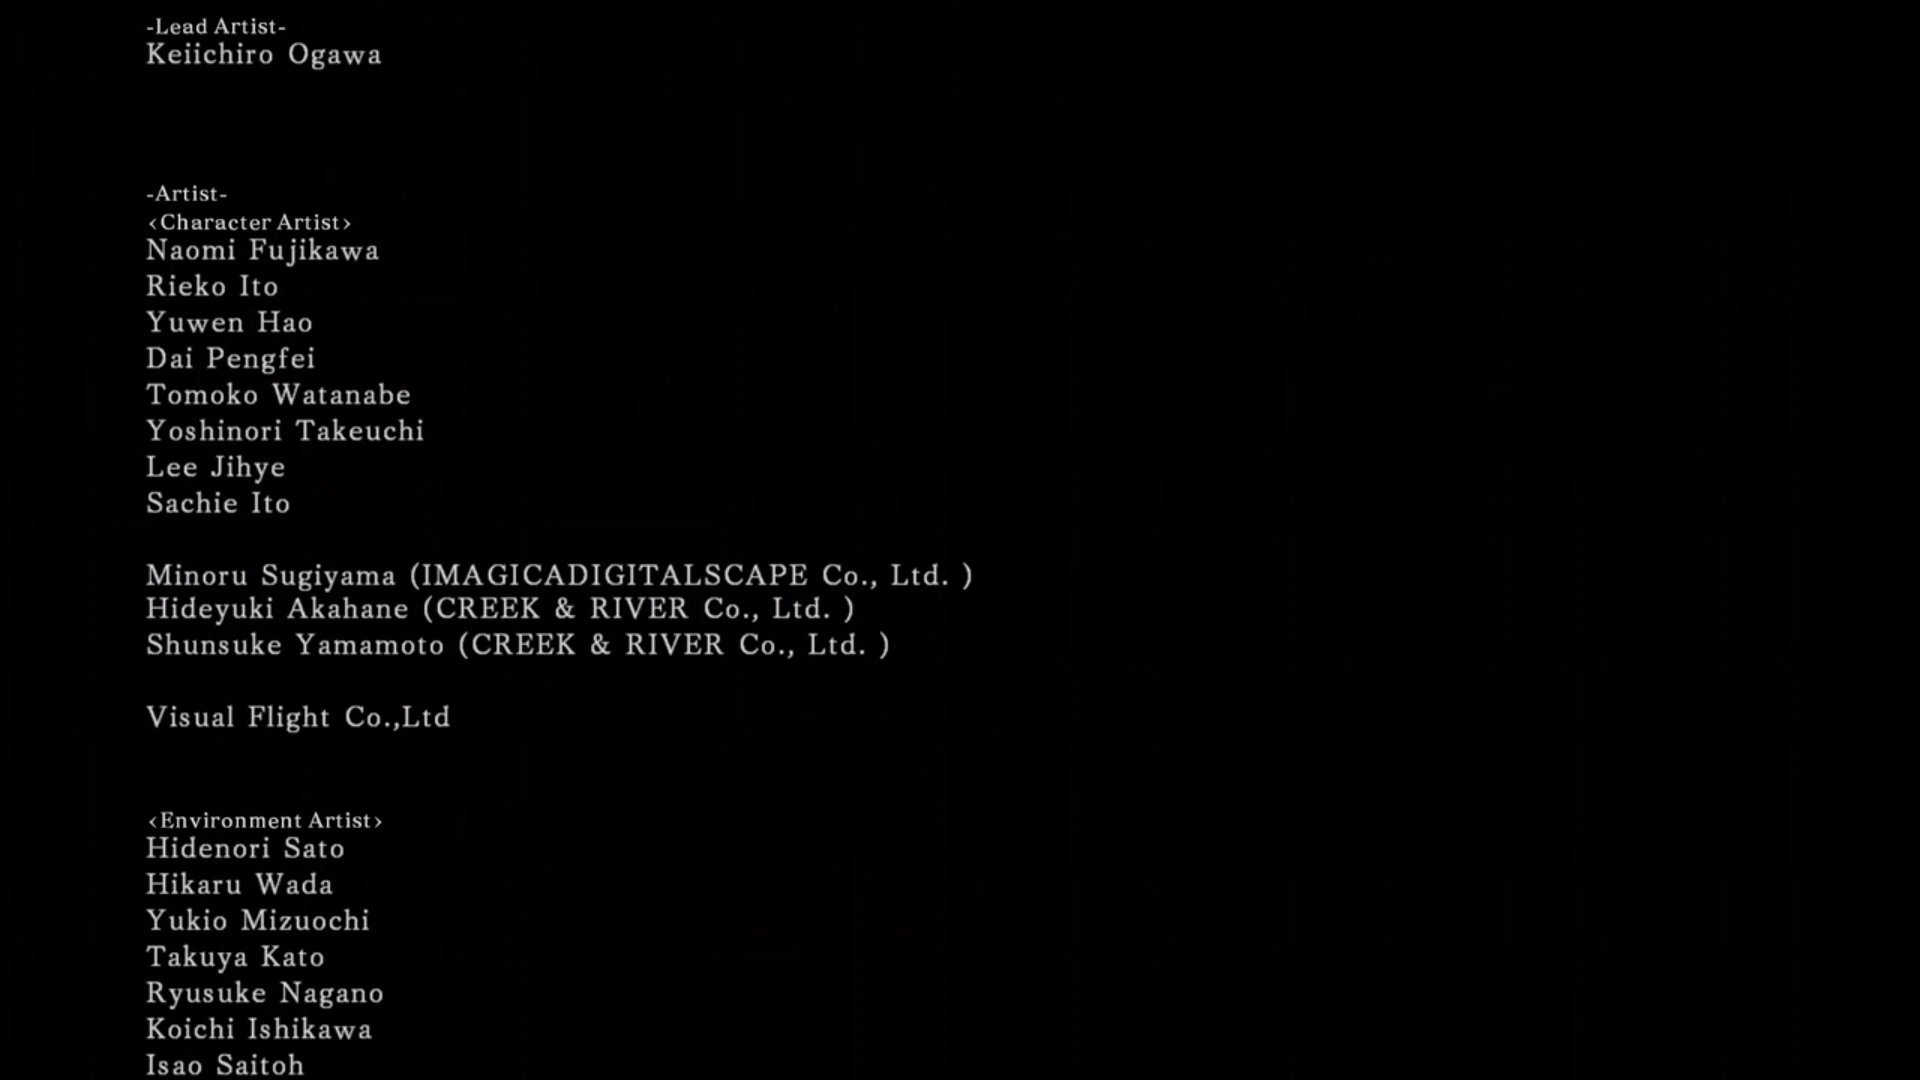 -Lead Artist-
Keiichiro Ogawa
-Artist-
<Character Artist>
Naomi Fujikawa
Rieko Ito
Yuwen Hao
Dai Pengfei
Tomoko Watanabe
Yoshinori Takeuchi
Lee Jihye
Sachie Ito
Minoru Sugiyama (IMAGICADIGITALSCAPE Co., Ltd. )
Hideyuki Akahane (CREEK & RIVER Co., Ltd. )
Shunsuke Yamamoto (CREEK & RIVER Co., Ltd. )
Visual Flight Co.,Ltd
<Environment Artist>
Hidenori Sato
Hikaru Wada
Yukio Mizuochi
Takuya Kato
Ryusuke Nagano
Koichi Ishikawa
Isao Saitoh